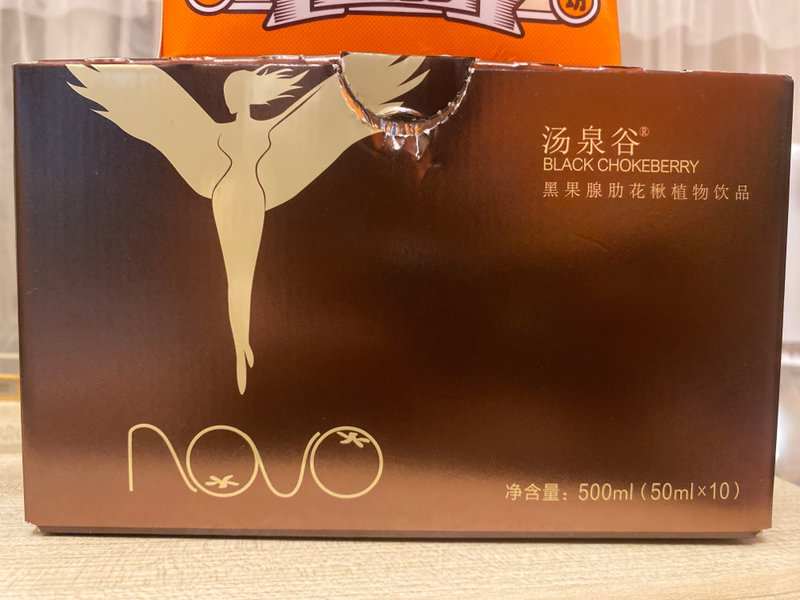 汤泉谷®
BLACK CHOKEBERRY
黑果腺肋花楸植物饮品
novo
净含量：500ml（50ml×10）